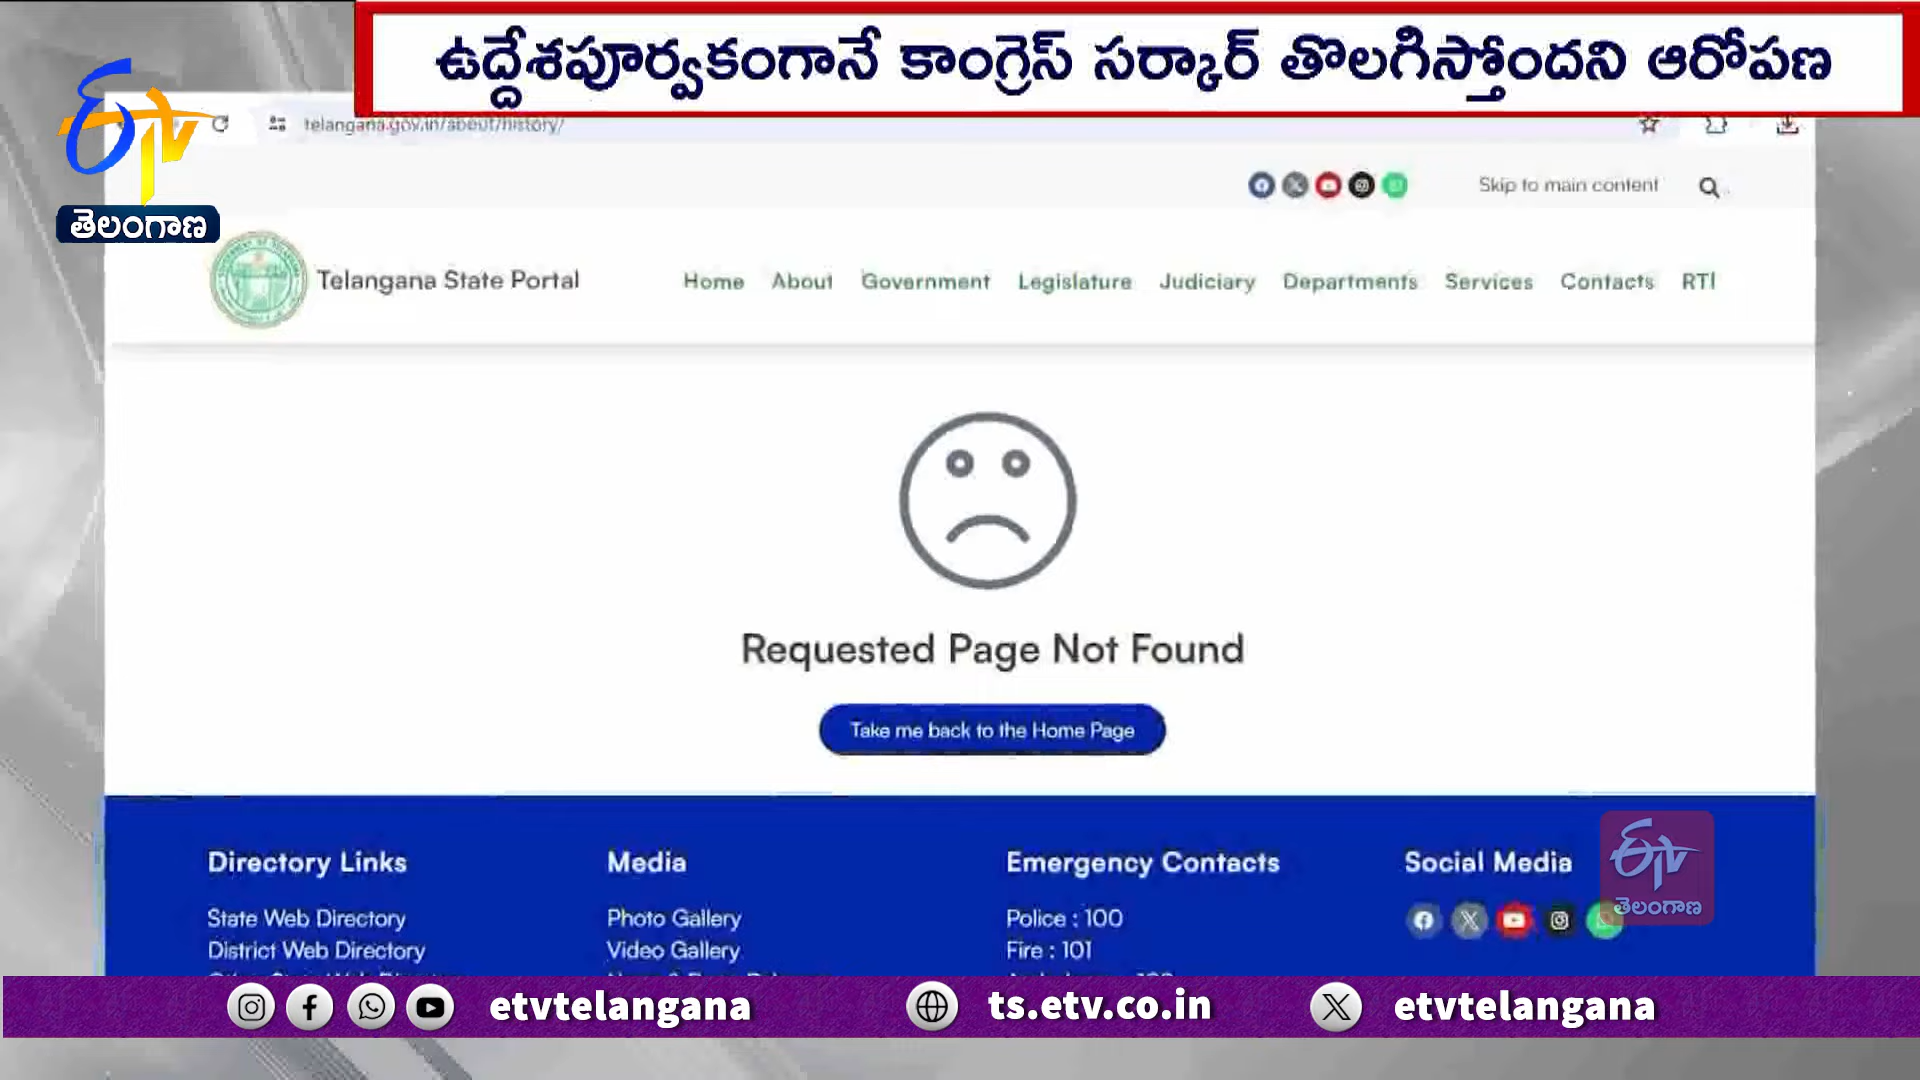 ఉద్దేశపూర్వకంగానే కాంగ్రెస్ సర్కార్ తొలగిస్తోందని ఆరోపణ
ETV
తెలంగాణ
telangana.gov.in/about/history/
Skip to main content
Telangana State Portal
Home About Government Legislature Judiciary Departments Services Contacts RTI
Requested Page Not Found
Take me back to the Home Page
Directory Links Media Emergency Contacts Social Media
State Web Directory Photo Gallery Police : 100
District Web Directory Video Gallery Fire : 101
ETV
తెలంగాణ
etvtelangana ts.etv.co.in etvtelangana